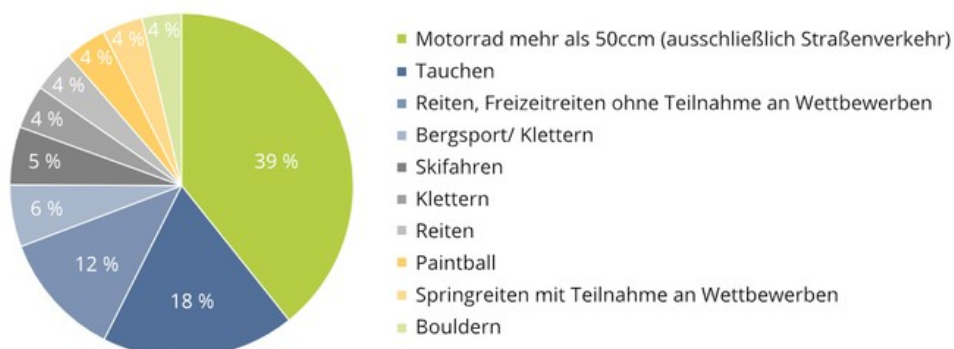 4 %
4 %
4 %
4 %
4 %
5 %
6 %
12 %
18 %
39 %
Motorrad mehr als 50ccm (ausschließlich Straßenverkehr)
Tauchen
Reiten, Freizeitreiten ohne Teilnahme an Wettbewerben
Bergsport/ Klettern
Skifahren
Klettern
Reiten
Paintball
Springreiten mit Teilnahme an Wettbewerben
Bouldern